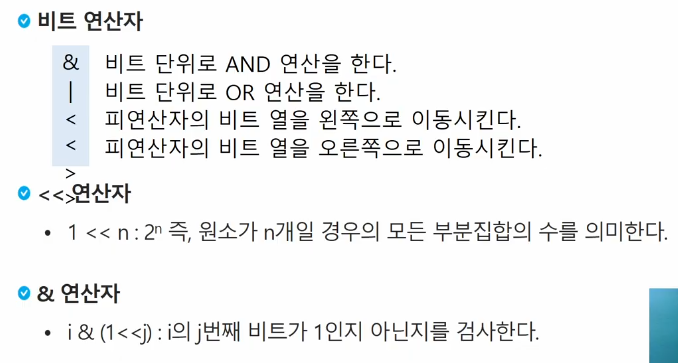 비트 연산자
& 비트 단위로 AND 연산을 한다.
| 비트 단위로 OR 연산을 한다.
< 피연산자의 비트 열을 왼쪽으로 이동시킨다.
< 피연산자의 비트 열을 오른쪽으로 이동시킨다.
>
<<>연산자
• 1 << n : 2ⁿ 즉, 원소가 n개일 경우의 모든 부분집합의 수를 의미한다.
& 연산자
• i & (1<<j) : i의 j번째 비트가 1인지 아닌지를 검사한다.